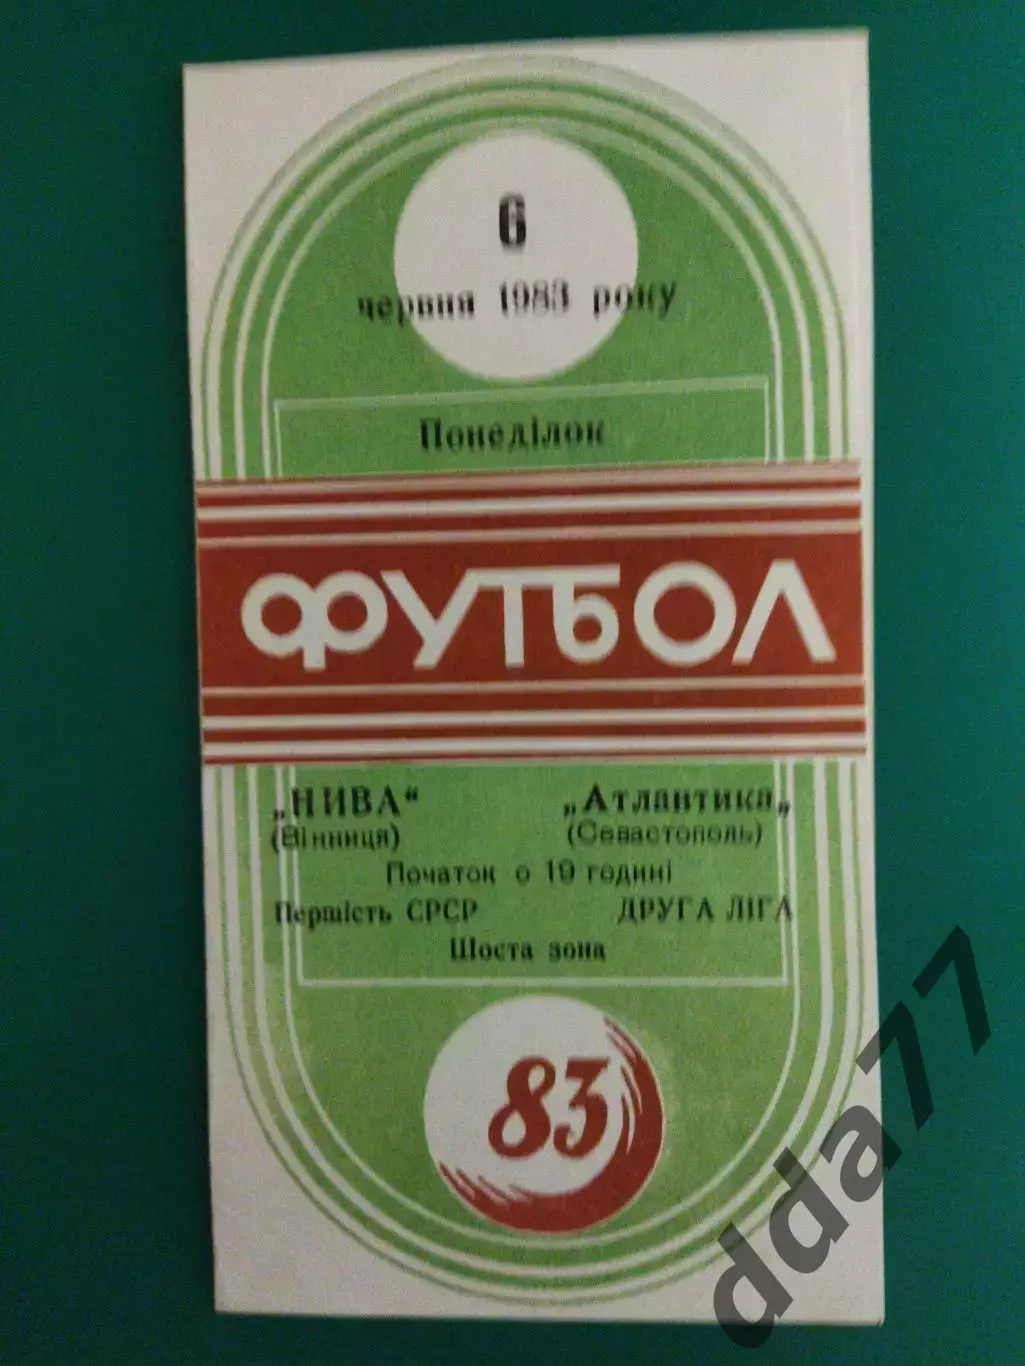 6
червня 1983 року
Понеділок
ФУТБОЛ
„НИВА“ „Атлантика„
(Вінниця) (Севастополь)
Початок о 19 годині
Першість СРСР ДРУГА ЛІГА
Шоста зона
83
dda77